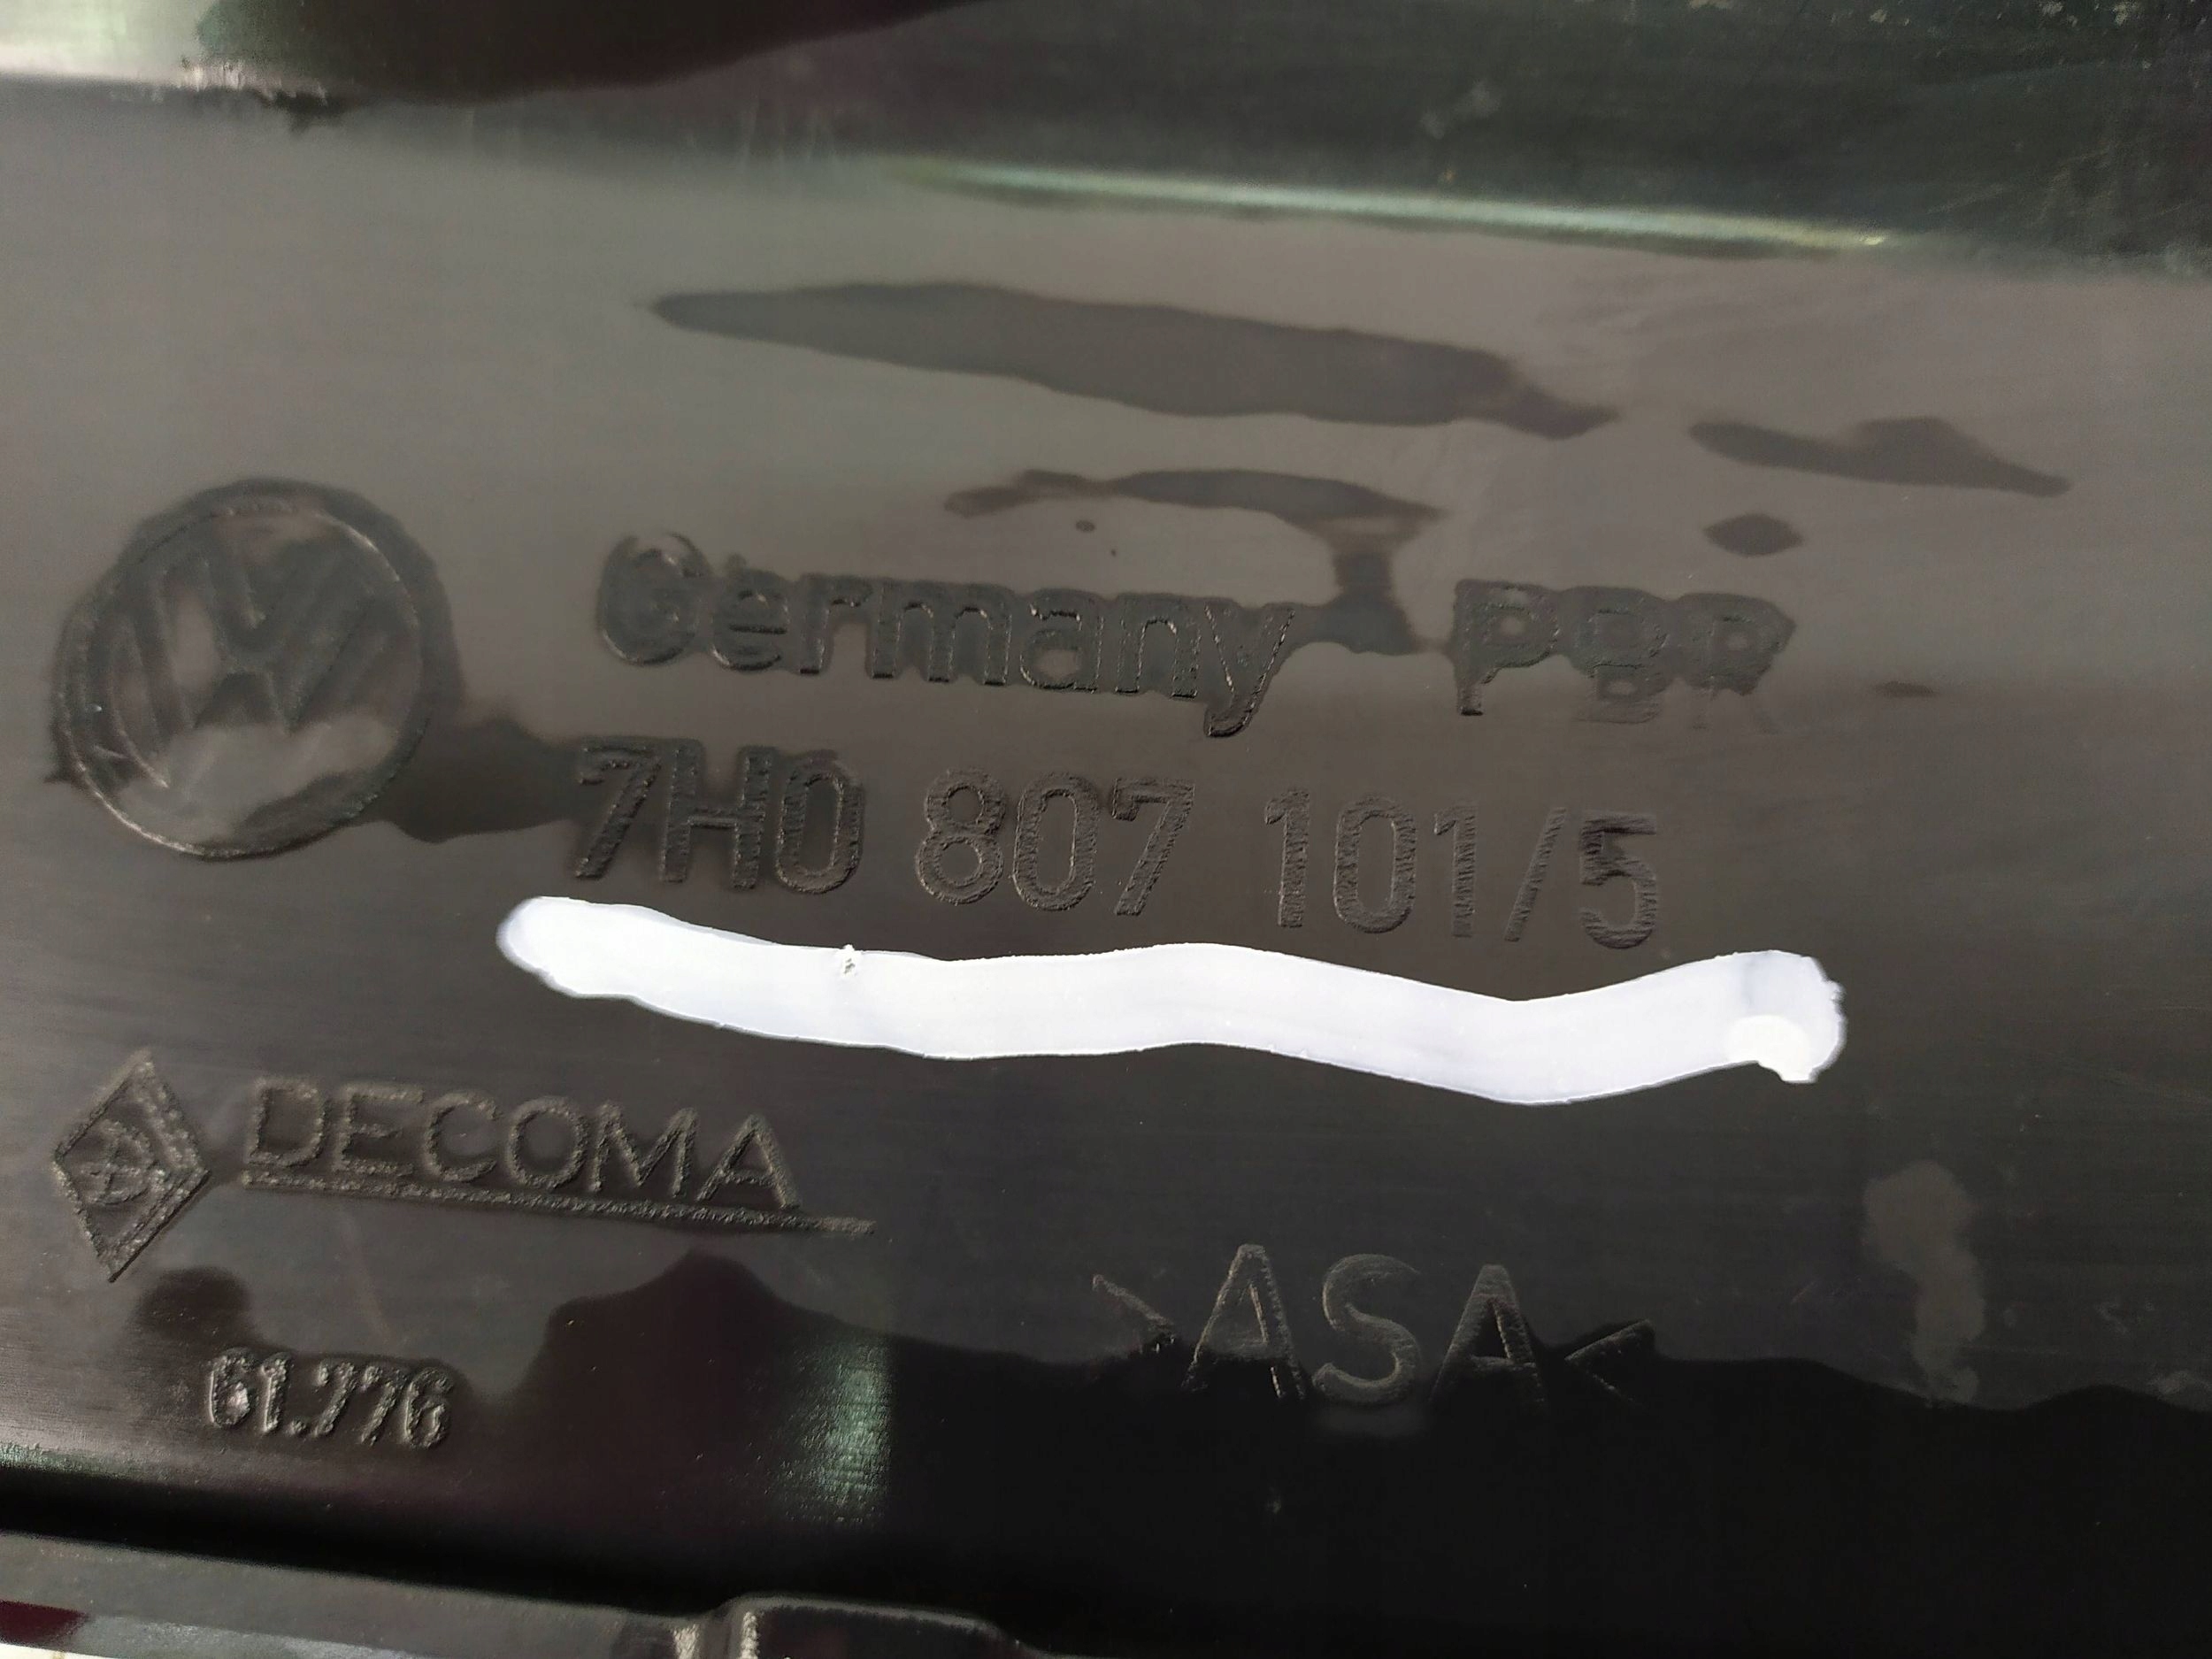 Germany
7H0 807 101/5
DECOMA
>ASA<
61.776